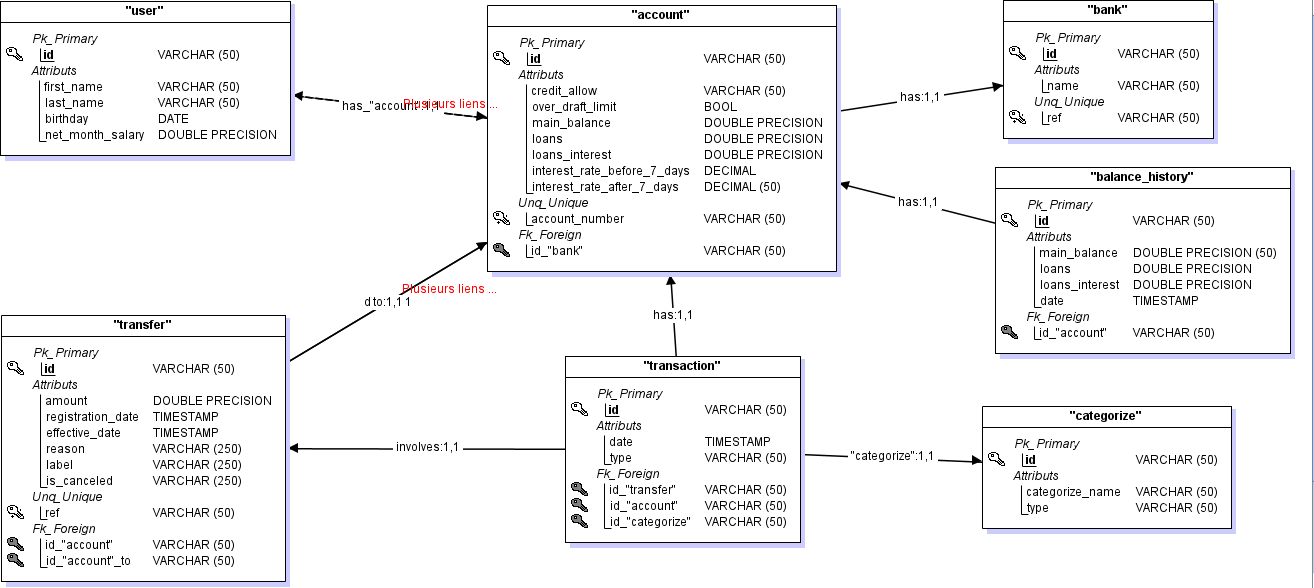 "user"
Pk_Primary
id VARCHAR (50)
Attributs
first_name VARCHAR (50)
last_name VARCHAR (50)
birthday DATE
net_month_salary DOUBLE PRECISION
"account"
Pk_Primary
id VARCHAR (50)
Attributs
credit_allow VARCHAR (50)
over_draft_limit BOOL
main_balance DOUBLE PRECISION
loans DOUBLE PRECISION
loans_interest DOUBLE PRECISION
interest_rate_before_7_days DECIMAL
interest_rate_after_7_days DECIMAL (50)
Unq_Unique
account_number VARCHAR (50)
Fk_Foreign
id_"bank" VARCHAR (50)
"bank"
Pk_Primary
id VARCHAR (50)
Attributs
name VARCHAR (50)
Unq_Unique
ref VARCHAR (50)
has_"account":1,1
Plusieurs liens ...
has:1,1
"balance_history"
Pk_Primary
id VARCHAR (50)
Attributs
main_balance DOUBLE PRECISION (50)
loans DOUBLE PRECISION
loans_interest DOUBLE PRECISION
date TIMESTAMP
Fk_Foreign
id_"account" VARCHAR (50)
has:1,1
Plusieurs liens ...
d to:1,1 1
has:1,1
"transfer"
Pk_Primary
id VARCHAR (50)
Attributs
amount DOUBLE PRECISION
registration_date TIMESTAMP
effective_date TIMESTAMP
reason VARCHAR (250)
label VARCHAR (250)
is_canceled VARCHAR (250)
Unq_Unique
ref VARCHAR (50)
Fk_Foreign
id_"account" VARCHAR (50)
id_"account"_to VARCHAR (50)
involves:1,1
"transaction"
Pk_Primary
id VARCHAR (50)
Attributs
date TIMESTAMP
type VARCHAR (50)
Fk_Foreign
id_"transfer" VARCHAR (50)
id_"account" VARCHAR (50)
id_"categorize" VARCHAR (50)
"categorize":1,1
"categorize"
Pk_Primary
id VARCHAR (50)
Attributs
categorize_name VARCHAR (50)
type VARCHAR (50)